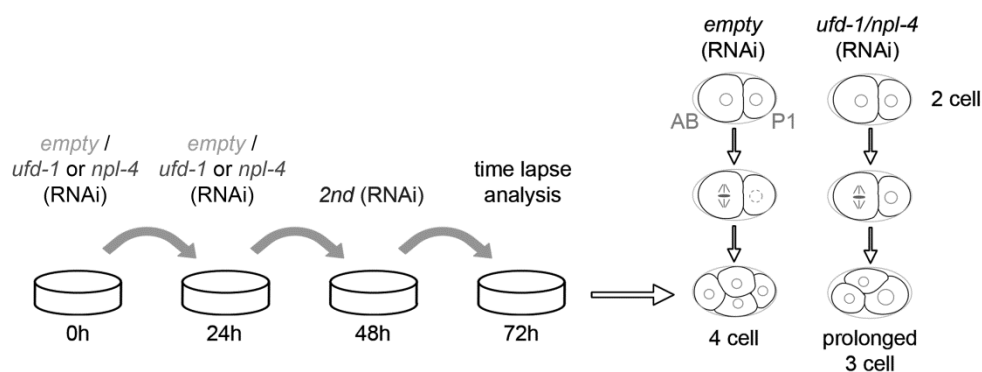 empty /
ufd-1 or npl-4
(RNAi)
0h
empty /
ufd-1 or npl-4
(RNAi)
24h
2nd (RNAi)
48h
time lapse
analysis
72h
empty
(RNAi)
ufd-1/npl-4
(RNAi)
2 cell
AB
P1
4 cell
prolonged
3 cell